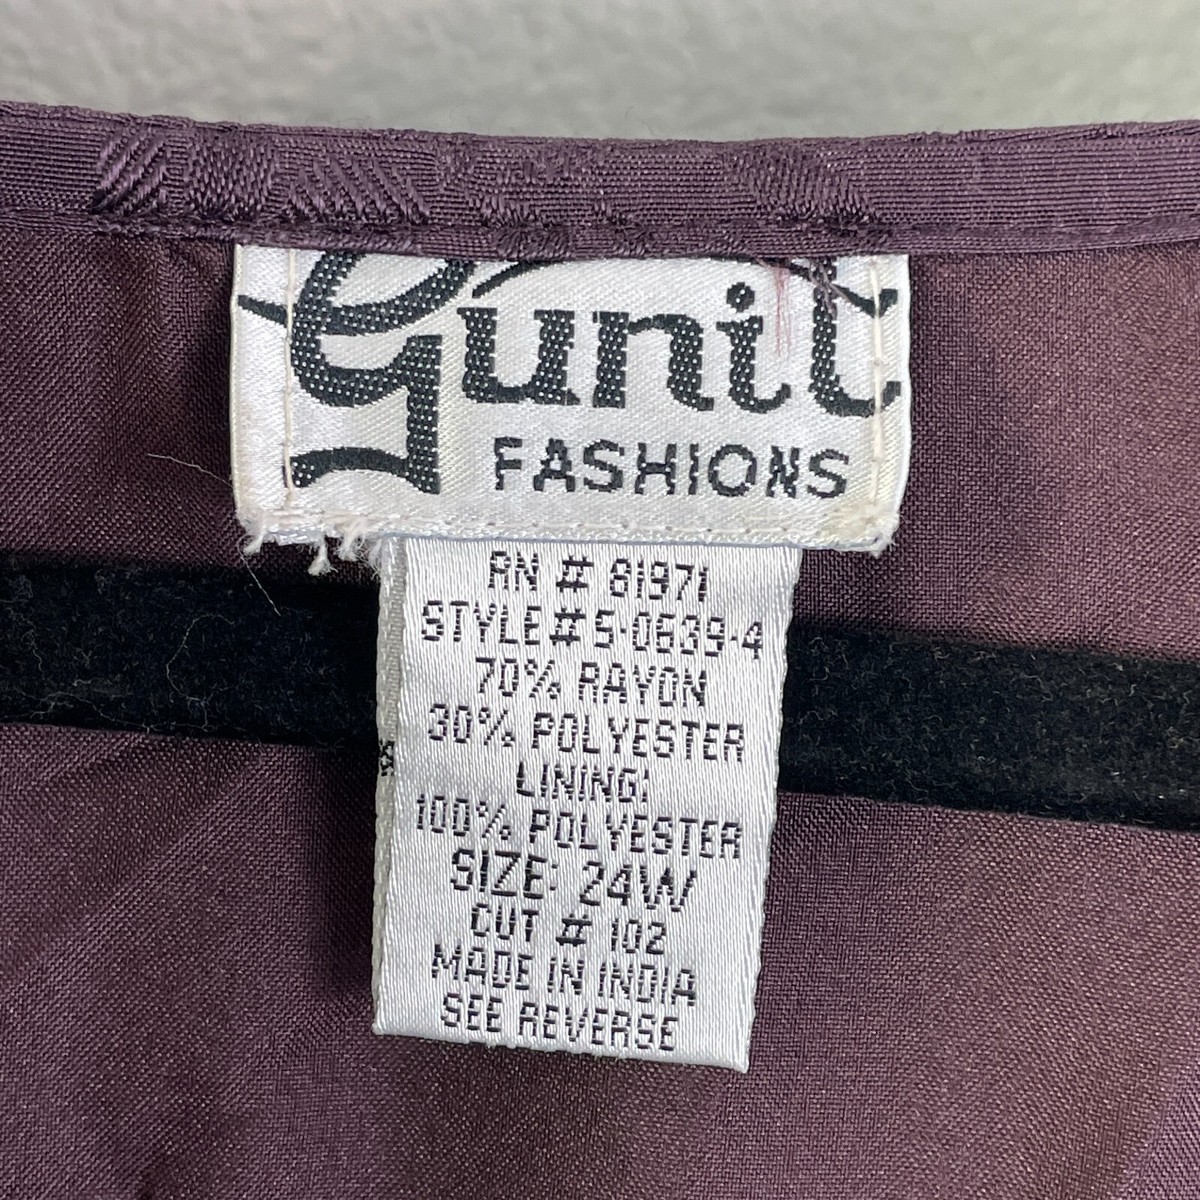 Gunit
FASHIONS
RN # 81971
STYLE# S-0639-4
70% RAYON
30% POLYESTER
LINING:
100% POLYESTER
SIZE: 24W
CUT # 102
MADE IN INDIA
SEE REVERSE